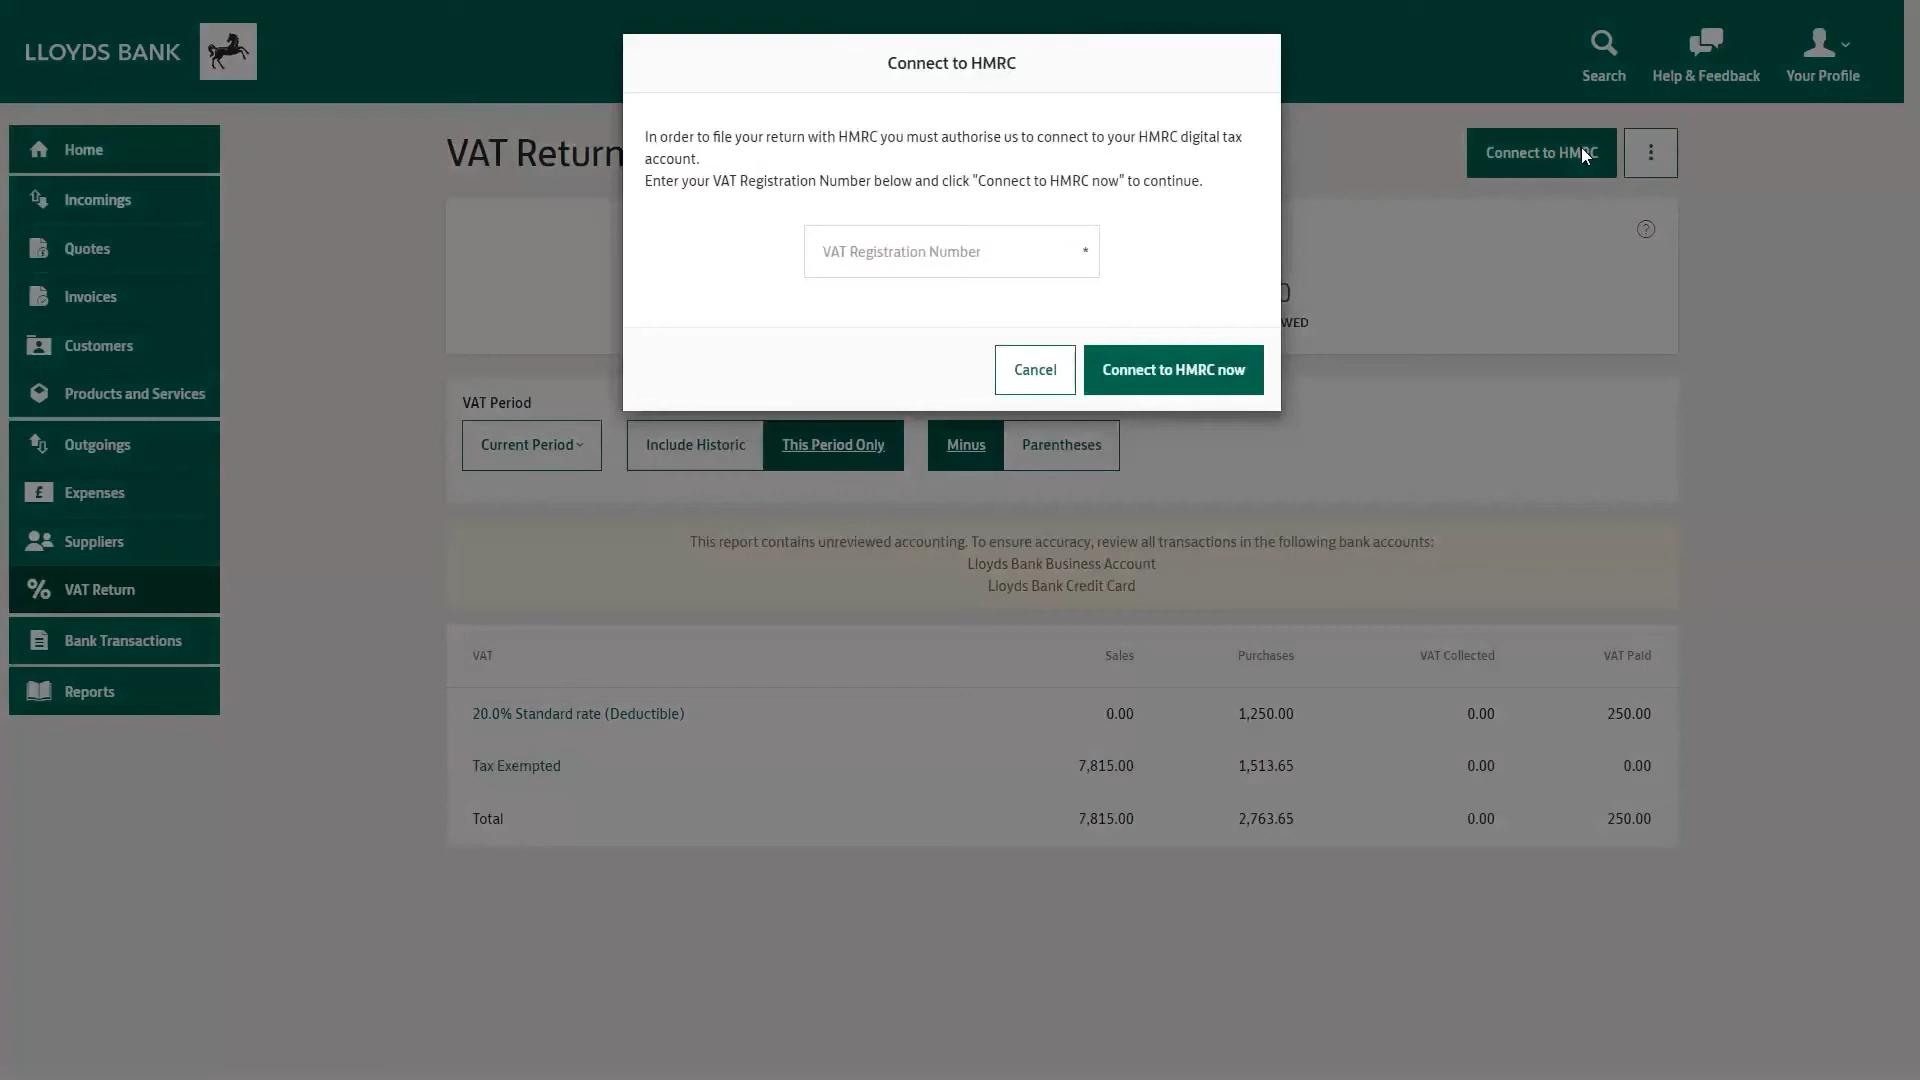 LLOYDS BANK
Search
Help & Feedback
Your Profile
Home
Incomings
Quotes
Invoices
Customers
Products and Services
Outgoings
Expenses
Suppliers
VAT Return
Bank Transactions
Reports
VAT Return
Connect to HMRC
Connect to HMRC
In order to file your return with HMRC you must authorise us to connect to your HMRC digital tax
account.
Enter your VAT Registration Number below and click "Connect to HMRC now" to continue.
VAT Registration Number *
Cancel
Connect to HMRC now
VAT Period
Current Period
Include Historic
This Period Only
Minus
Parentheses
This report contains unreviewed accounting. To ensure accuracy, review all transactions in the following bank accounts:
Lloyds Bank Business Account
Lloyds Bank Credit Card
VAT Sales Purchases VAT Collected VAT Paid
20.0% Standard rate (Deductible) 0.00 1,250.00 0.00 250.00
Tax Exempted 7,815.00 1,513.65 0.00 0.00
Total 7,815.00 2,763.65 0.00 250.00